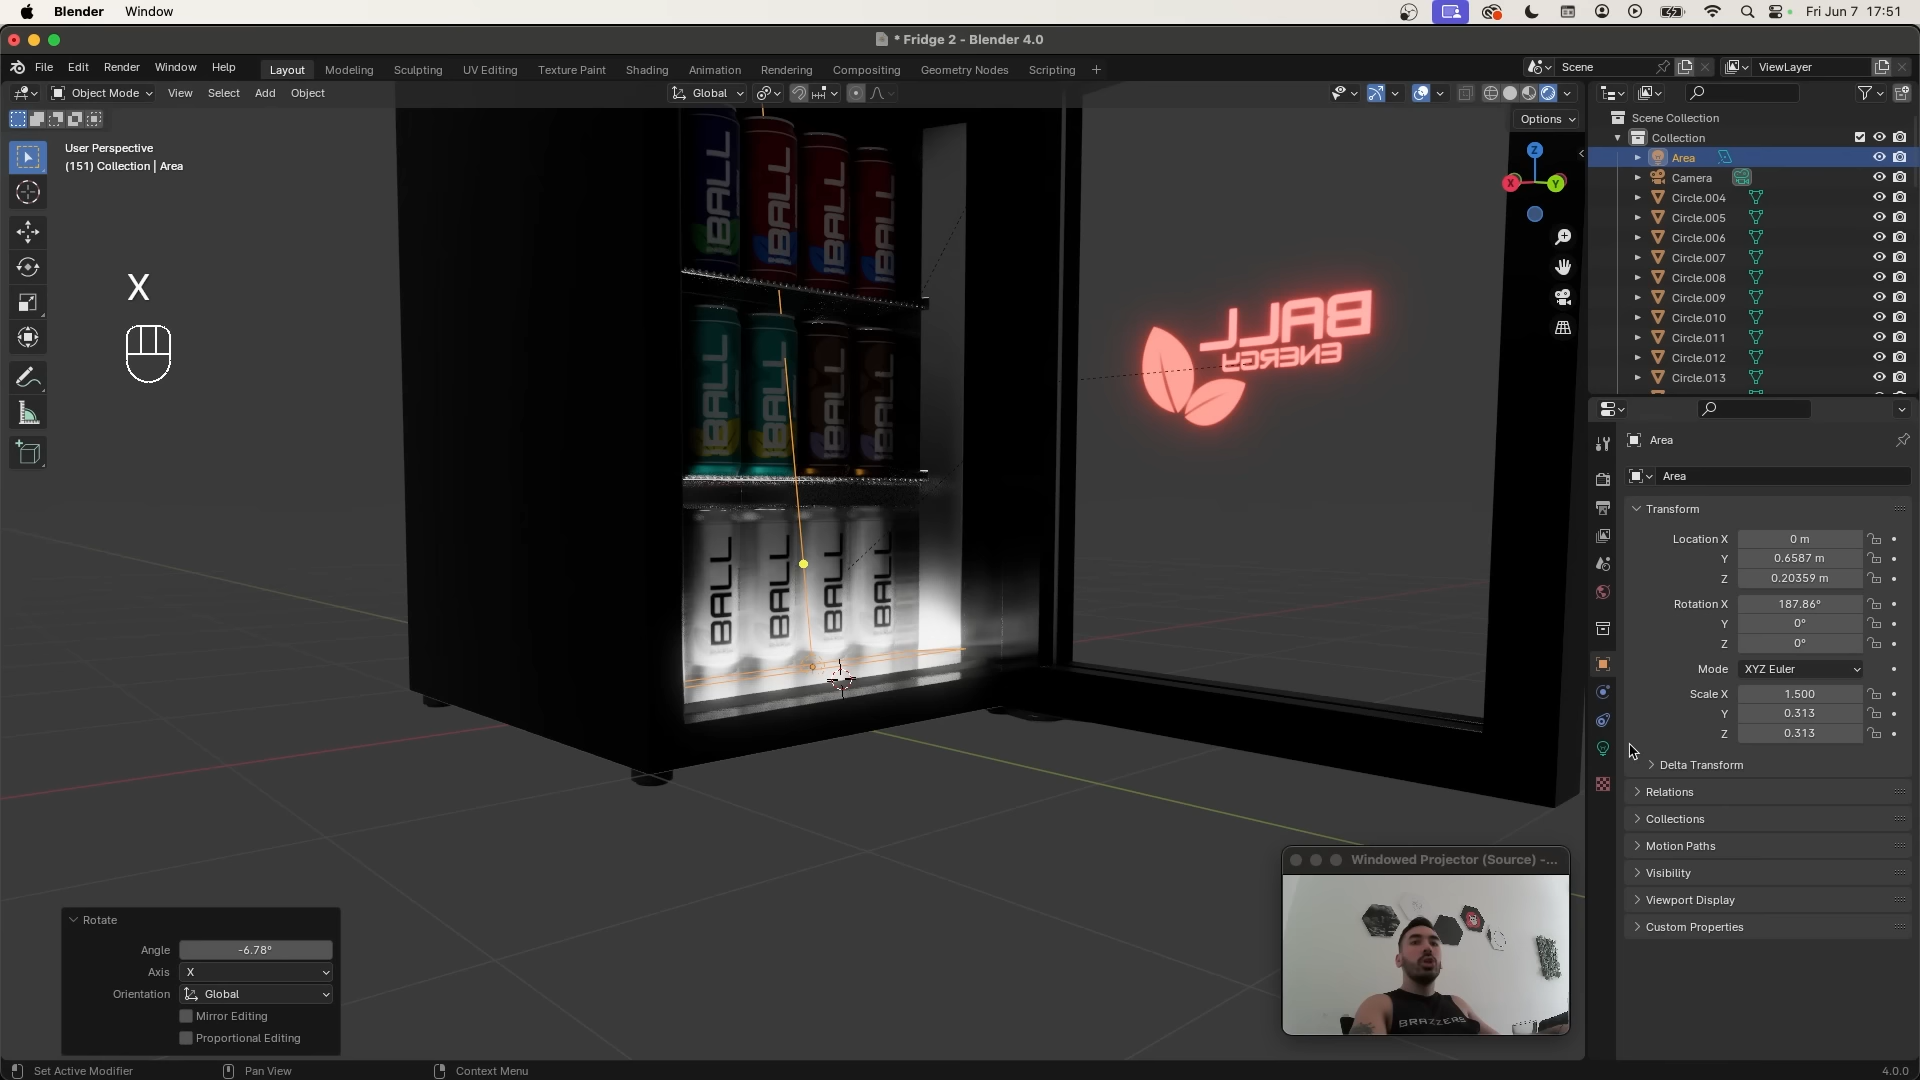 Blender Window Fri Jun 7 17:51
* Fridge 2 - Blender 4.0
File Edit Render Window Help Layout Modeling Sculpting UV Editing Texture Paint Shading Animation Rendering Compositing Geometry Nodes Scripting + Scene ViewLayer
Object Mode View Select Add Object Global
Options
User Perspective
(151) Collection | Area
X
Z
X
Y
BALL
BALL
BALL
BALL
BALL
BALL
BALL
BALL
BALL
BALL
BALL
BALL
BALL
ENERGY
Scene Collection
Collection
Area
Camera
Circle.004
Circle.005
Circle.006
Circle.007
Circle.008
Circle.009
Circle.010
Circle.011
Circle.012
Circle.013
Area
Area
Transform
Location X 0 m
Y 0.6587 m
Z 0.20359 m
Rotation X 187.86°
Y 0°
Z 0°
Mode XYZ Euler
Scale X 1.500
Y 0.313
Z 0.313
Delta Transform
Relations
Collections
Motion Paths
Visibility
Viewport Display
Custom Properties
Windowed Projector (Source) -...
BRAZZERS
Rotate
Angle -6.78°
Axis X
Orientation Global
Mirror Editing
Proportional Editing
Set Active Modifier Pan View Context Menu 4.0.0